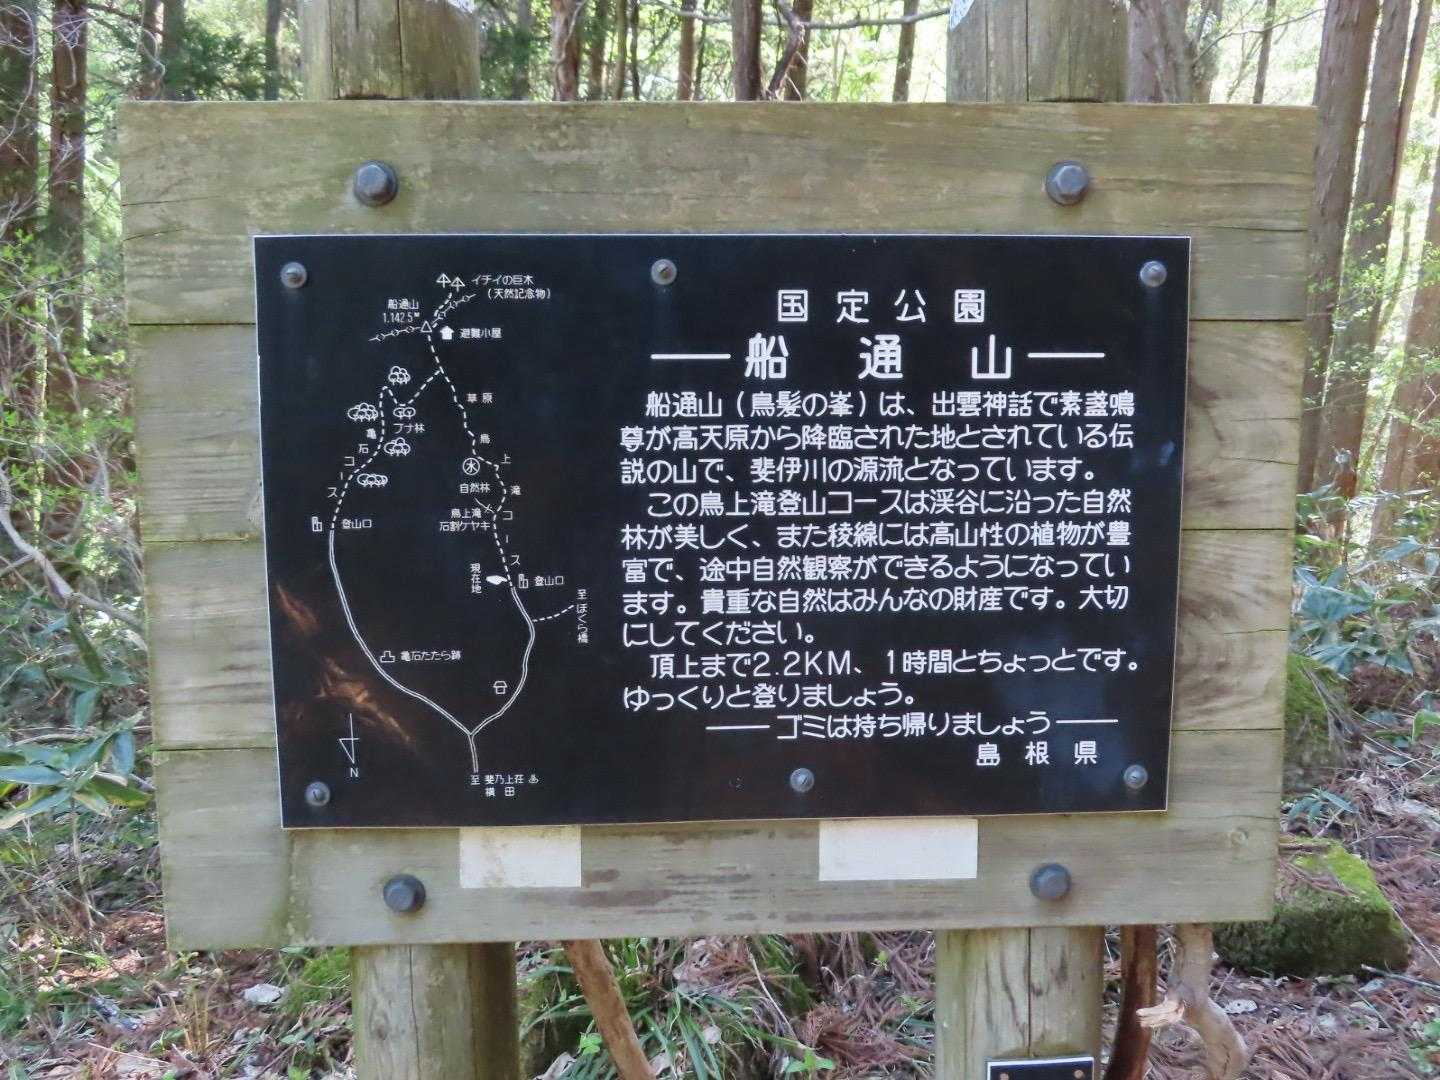 イチイの巨木
(天然記念物)
船通山
1,142.5M
避難小屋
草原
ブナ林
亀石コース
鳥上滝コース
㊌
自然林
鳥上滝
石割ケヤキ
登山口
現在地
登山口
至ぼくら橋
亀石たたら跡
N
至 斐乃上荘♨
横田
国定公園
船通山
船通山(鳥髪の峯)は、出雲神話で素盞鳴
尊が高天原から降臨された地とされている伝
説の山で、斐伊川の源流となっています。
この鳥上滝登山コースは渓谷に沿った自然
林が美しく、また稜線には高山性の植物が豊
富で、途中自然観察ができるようになってい
ます。貴重な自然はみんなの財産です。大切
にしてください。
頂上まで2.2KM、1時間とちょっとです。
ゆっくりと登りましょう。
ゴミは持ち帰りましょう
島根県